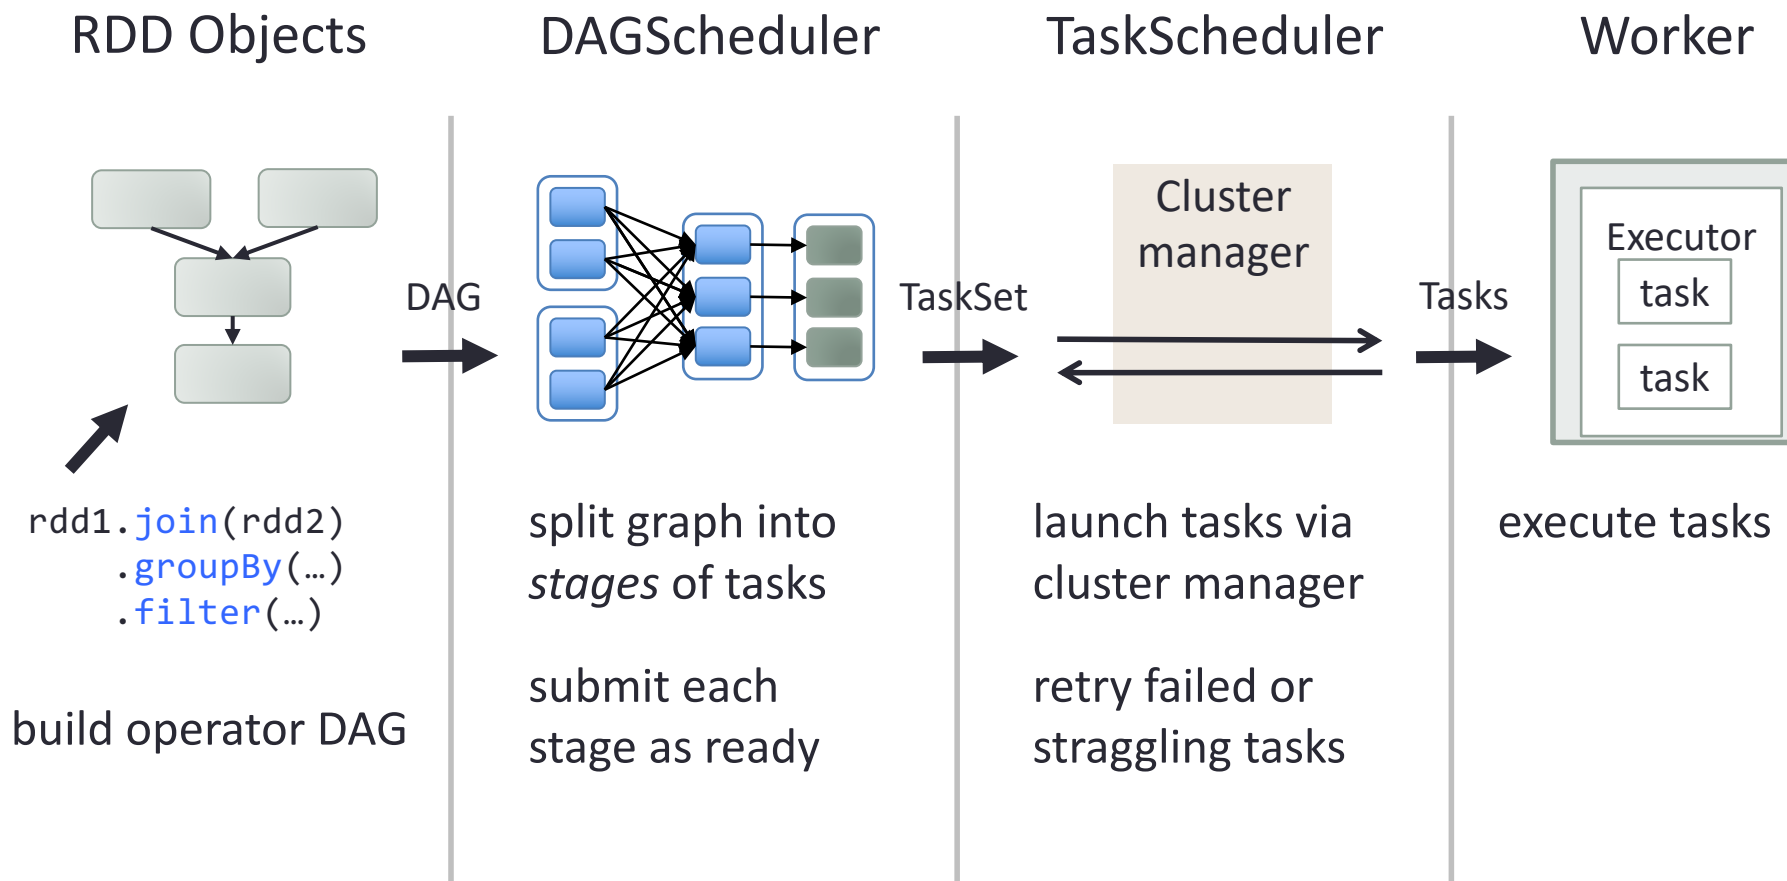 RDD Objects
DAGScheduler
TaskScheduler
Worker
DAG
rdd1.join(rdd2)
.groupBy(…)
.filter(…)
build operator DAG
split graph into
stages of tasks
submit each
stage as ready
TaskSet
Cluster
manager
launch tasks via
cluster manager
retry failed or
straggling tasks
Tasks
Executor
task
task
execute tasks